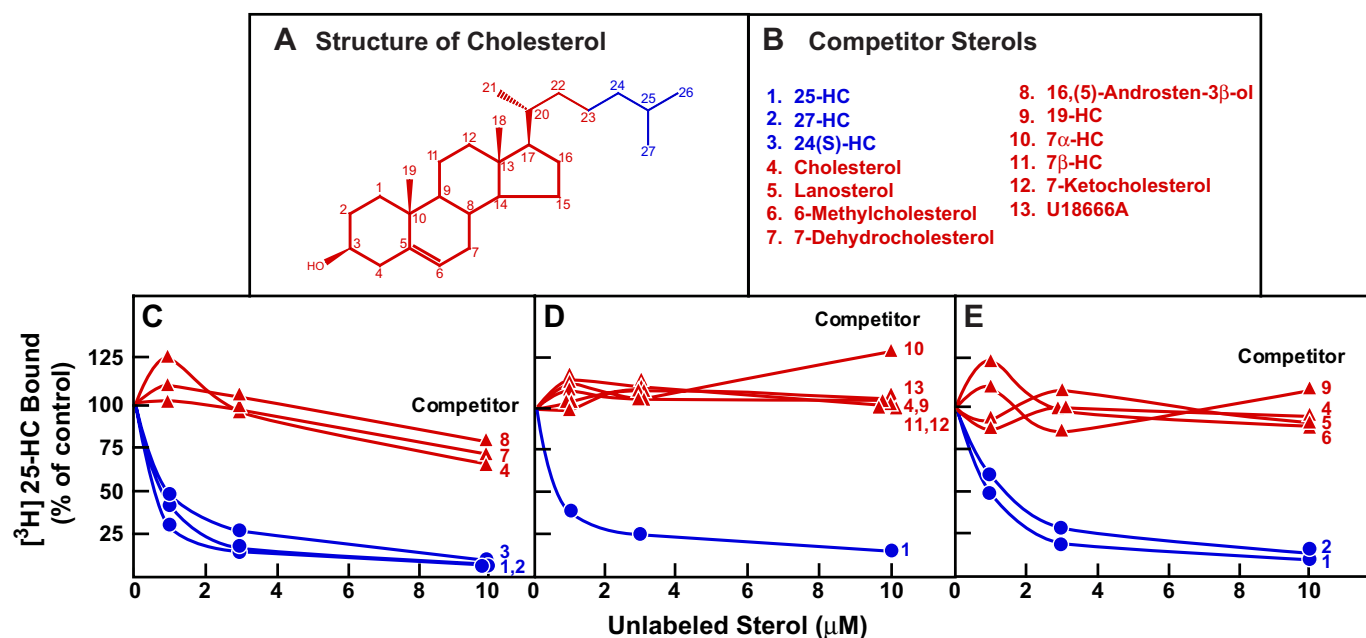 A Structure of Cholesterol
21
22
24
26
20
25
23
27
18
12
17
11
13
16
19
1
9
14
15
2
10
8
3
5
7
HO
4
6
B Competitor Sterols
1. 25-HC
2. 27-HC
3. 24(S)-HC
4. Cholesterol
5. Lanosterol
6. 6-Methylcholesterol
7. 7-Dehydrocholesterol
8. 16,(5)-Androsten-3β-ol
9. 19-HC
10. 7α-HC
11. 7β-HC
12. 7-Ketocholesterol
13. U18666A
[³H] 25-HC Bound
(% of control)
125
100
75
50
25
C
Competitor
8
7
4
3
1,2
0 2 4 6 8 10
D
Competitor
10
13
4,9
11,12
1
0 2 4 6 8 10
E
Competitor
9
4
5
6
2
1
0 2 4 6 8 10
Unlabeled Sterol (μM)